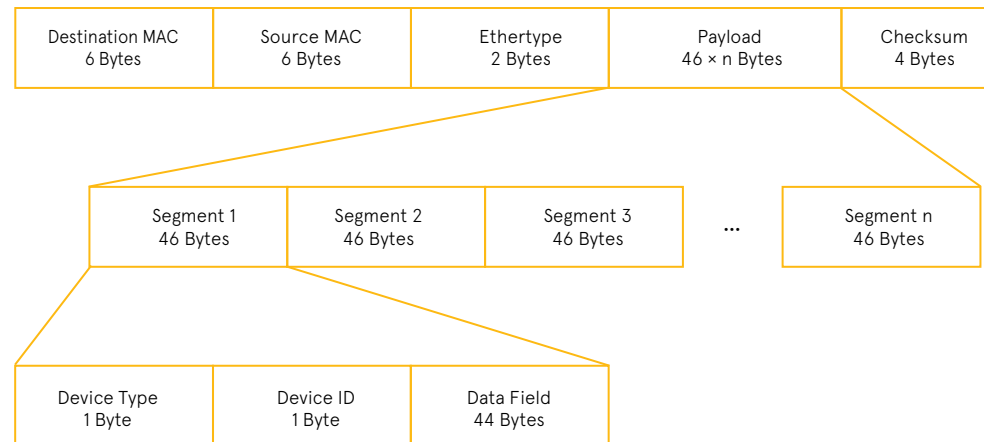 Destination MAC
6 Bytes
Source MAC
6 Bytes
Ethertype
2 Bytes
Payload
46 × n Bytes
Checksum
4 Bytes
Segment 1
46 Bytes
Segment 2
46 Bytes
Segment 3
46 Bytes
...
Segment n
46 Bytes
Device Type
1 Byte
Device ID
1 Byte
Data Field
44 Bytes